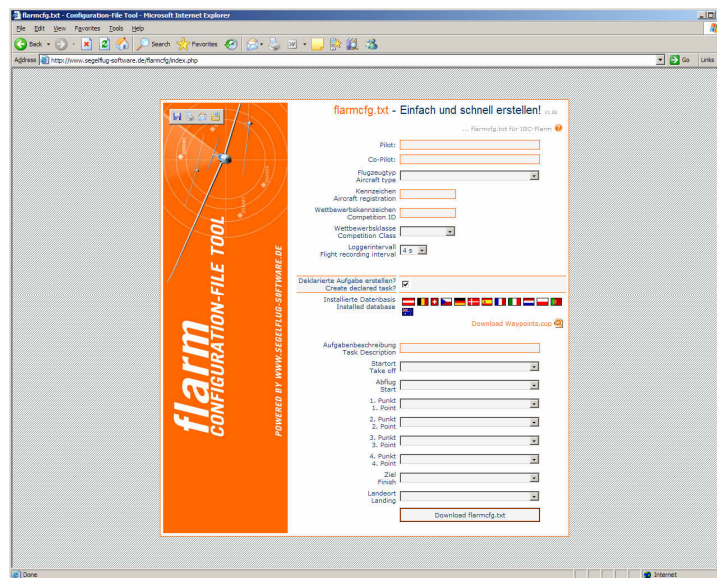 flarmcfg.txt - Configuration-File Tool - Microsoft Internet Explorer
File Edit View Favorites Tools Help
Back Search Favorites
Address http://www.segelflug-software.de/flarmcfg/index.php Go Links
flarmcfg.txt - Einfach und schnell erstellen!
... flarmcfg.txt für IGC-Flarm
Pilot:
Co-Pilot:
Flugzeugtyp
Aircraft type
Kennzeichen
Aircraft registration
Wettbewerbskennzeichen
Competition ID
Wettbewerbsklasse
Competition Class
Loggerintervall
Flight recording interval
4 s
Deklarierte Aufgabe erstellen?
Create declared task?
Installierte Datenbasis
Installed database
Download Waypoints.cup
Aufgabenbeschreibung
Task Description
Startort
Take off
Abflug
Start
1. Punkt
1. Point
2. Punkt
2. Point
3. Punkt
3. Point
4. Punkt
4. Point
Ziel
Finish
Landeort
Landing
Download flarmcfg.txt
flarm
CONFIGURATION-FILE TOOL
POWERED BY WWW.SEGELFLUG-SOFTWARE.DE
Done
Internet